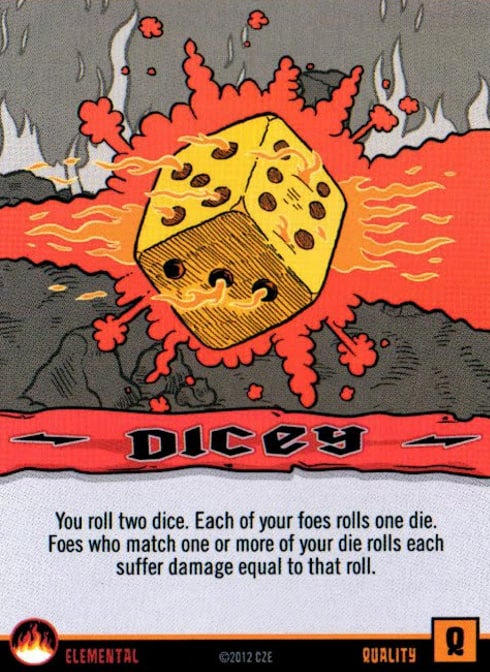 DICEY
You roll two dice. Each of your foes rolls one die.
Foes who match one or more of your die rolls each
suffer damage equal to that roll.
ELEMENTAL ©2012 CZE QUALITY Q